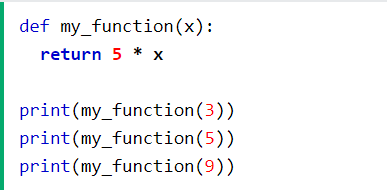 def my_function(x):
  return 5 * x

print(my_function(3))
print(my_function(5))
print(my_function(9))